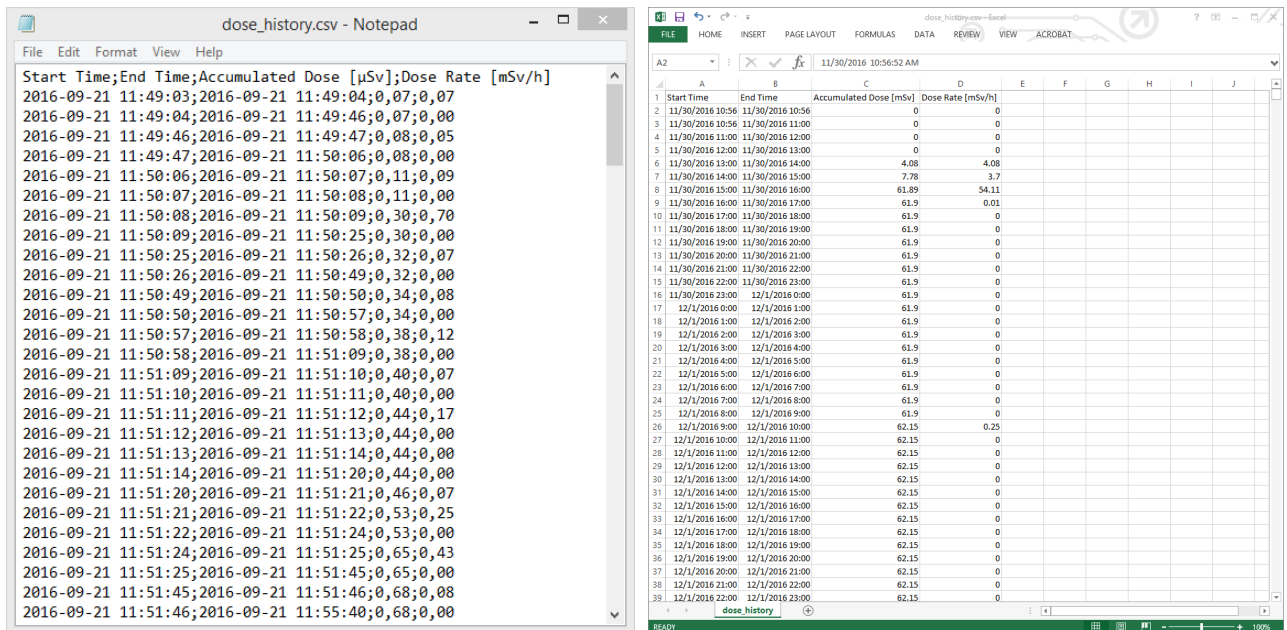 dose_history.csv - Notepad
File Edit Format View Help
Start Time;End Time;Accumulated Dose [µSv];Dose Rate [mSv/h]
2016-09-21 11:49:03;2016-09-21 11:49:04;0,07;0,07
2016-09-21 11:49:04;2016-09-21 11:49:46;0,07;0,00
2016-09-21 11:49:46;2016-09-21 11:49:47;0,08;0,05
2016-09-21 11:49:47;2016-09-21 11:50:06;0,08;0,00
2016-09-21 11:50:06;2016-09-21 11:50:07;0,11;0,09
2016-09-21 11:50:07;2016-09-21 11:50:08;0,11;0,00
2016-09-21 11:50:08;2016-09-21 11:50:09;0,30;0,70
2016-09-21 11:50:09;2016-09-21 11:50:25;0,30;0,00
2016-09-21 11:50:25;2016-09-21 11:50:26;0,32;0,07
2016-09-21 11:50:26;2016-09-21 11:50:49;0,32;0,00
2016-09-21 11:50:49;2016-09-21 11:50:50;0,34;0,08
2016-09-21 11:50:50;2016-09-21 11:50:57;0,34;0,00
2016-09-21 11:50:57;2016-09-21 11:50:58;0,38;0,12
2016-09-21 11:50:58;2016-09-21 11:51:09;0,38;0,00
2016-09-21 11:51:09;2016-09-21 11:51:10;0,40;0,07
2016-09-21 11:51:10;2016-09-21 11:51:11;0,40;0,00
2016-09-21 11:51:11;2016-09-21 11:51:12;0,44;0,17
2016-09-21 11:51:12;2016-09-21 11:51:13;0,44;0,00
2016-09-21 11:51:13;2016-09-21 11:51:14;0,44;0,00
2016-09-21 11:51:14;2016-09-21 11:51:20;0,44;0,00
2016-09-21 11:51:20;2016-09-21 11:51:21;0,46;0,07
2016-09-21 11:51:21;2016-09-21 11:51:22;0,53;0,25
2016-09-21 11:51:22;2016-09-21 11:51:24;0,53;0,00
2016-09-21 11:51:24;2016-09-21 11:51:25;0,65;0,43
2016-09-21 11:51:25;2016-09-21 11:51:45;0,65;0,00
2016-09-21 11:51:45;2016-09-21 11:51:46;0,68;0,08
2016-09-21 11:51:46;2016-09-21 11:55:40;0,68;0,00
dose_history.csv - Excel
FILE HOME INSERT PAGE LAYOUT FORMULAS DATA REVIEW VIEW ACROBAT
A2 fx 11/30/2016 10:56:52 AM
A B C D E F G H I J
1 Start Time End Time Accumulated Dose [mSv] Dose Rate [mSv/h]
2 11/30/2016 10:56 11/30/2016 10:56 0 0
3 11/30/2016 10:56 11/30/2016 11:00 0 0
4 11/30/2016 11:00 11/30/2016 12:00 0 0
5 11/30/2016 12:00 11/30/2016 13:00 0 0
6 11/30/2016 13:00 11/30/2016 14:00 4.08 4.08
7 11/30/2016 14:00 11/30/2016 15:00 7.78 3.7
8 11/30/2016 15:00 11/30/2016 16:00 61.89 54.11
9 11/30/2016 16:00 11/30/2016 17:00 61.9 0.01
10 11/30/2016 17:00 11/30/2016 18:00 61.9 0
11 11/30/2016 18:00 11/30/2016 19:00 61.9 0
12 11/30/2016 19:00 11/30/2016 20:00 61.9 0
13 11/30/2016 20:00 11/30/2016 21:00 61.9 0
14 11/30/2016 21:00 11/30/2016 22:00 61.9 0
15 11/30/2016 22:00 11/30/2016 23:00 61.9 0
16 11/30/2016 23:00 12/1/2016 0:00 61.9 0
17 12/1/2016 0:00 12/1/2016 1:00 61.9 0
18 12/1/2016 1:00 12/1/2016 2:00 61.9 0
19 12/1/2016 2:00 12/1/2016 3:00 61.9 0
20 12/1/2016 3:00 12/1/2016 4:00 61.9 0
21 12/1/2016 4:00 12/1/2016 5:00 61.9 0
22 12/1/2016 5:00 12/1/2016 6:00 61.9 0
23 12/1/2016 6:00 12/1/2016 7:00 61.9 0
24 12/1/2016 7:00 12/1/2016 8:00 61.9 0
25 12/1/2016 8:00 12/1/2016 9:00 61.9 0
26 12/1/2016 9:00 12/1/2016 10:00 62.15 0.25
27 12/1/2016 10:00 12/1/2016 11:00 62.15 0
28 12/1/2016 11:00 12/1/2016 12:00 62.15 0
29 12/1/2016 12:00 12/1/2016 13:00 62.15 0
30 12/1/2016 13:00 12/1/2016 14:00 62.15 0
31 12/1/2016 14:00 12/1/2016 15:00 62.15 0
32 12/1/2016 15:00 12/1/2016 16:00 62.15 0
33 12/1/2016 16:00 12/1/2016 17:00 62.15 0
34 12/1/2016 17:00 12/1/2016 18:00 62.15 0
35 12/1/2016 18:00 12/1/2016 19:00 62.15 0
36 12/1/2016 19:00 12/1/2016 20:00 62.15 0
37 12/1/2016 20:00 12/1/2016 21:00 62.15 0
38 12/1/2016 21:00 12/1/2016 22:00 62.15 0
39 12/1/2016 22:00 12/1/2016 23:00 62.15 0
dose_history
READY 100%